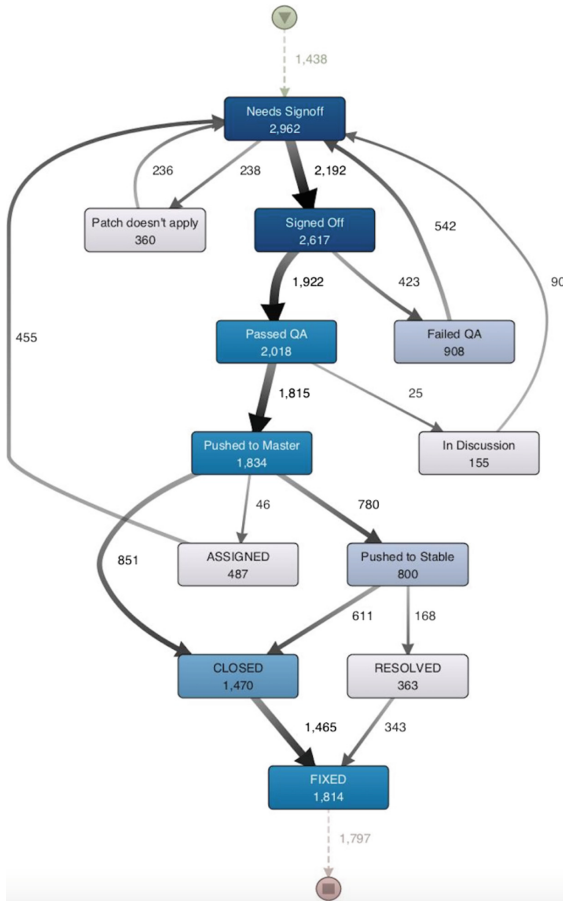 1,438
Needs Signoff
2,962
236
238
2,192
Patch doesn't apply
360
Signed Off
2,617
542
90
1,922
423
455
Passed QA
2,018
Failed QA
908
1,815
25
Pushed to Master
1,834
In Discussion
155
46
780
851
ASSIGNED
487
Pushed to Stable
800
611
168
CLOSED
1,470
RESOLVED
363
1,465
343
FIXED
1,814
1,797